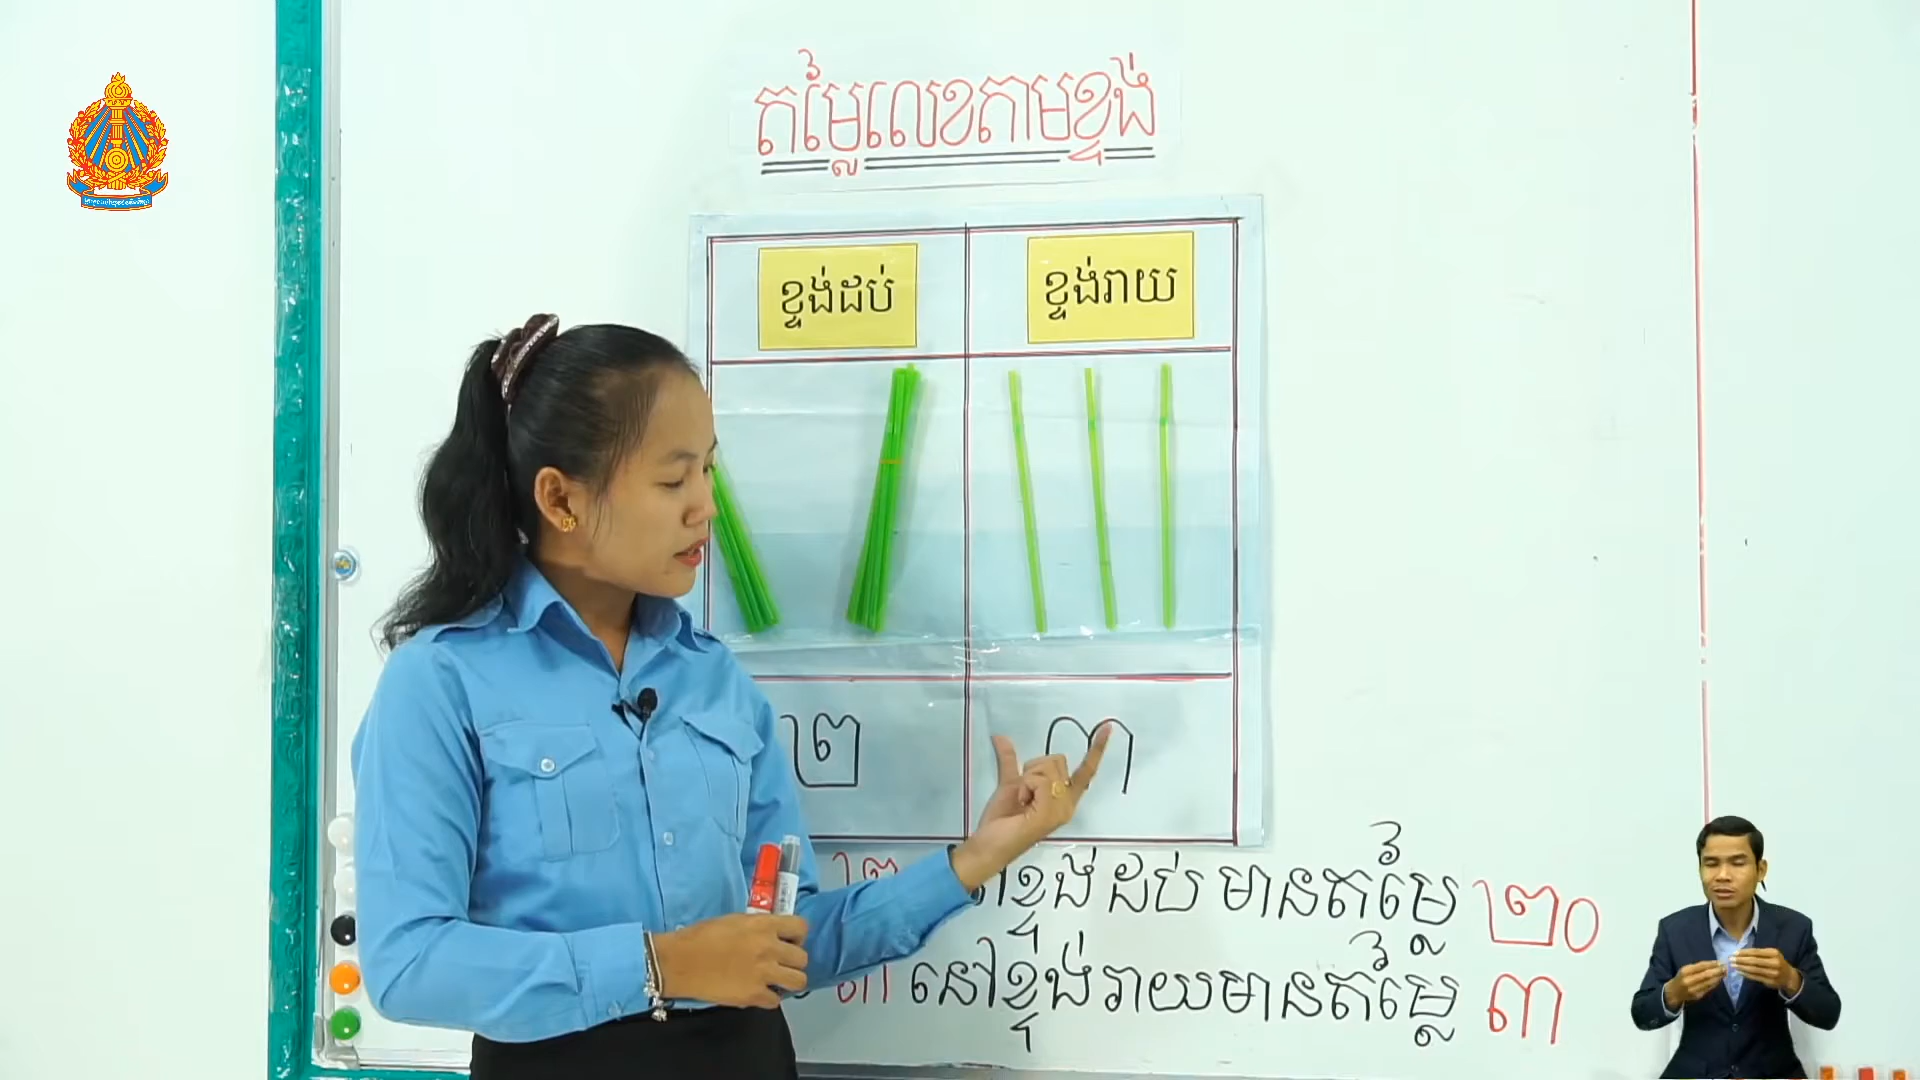 តម្លៃលេខតាមខ្ទង់
ខ្ទង់ដប់ ខ្ទង់រាយ
២ ៣
២ ខ្ទង់ដប់ មានតម្លៃ ២០
៣ នៅខ្ទង់រាយមានតម្លៃ ៣